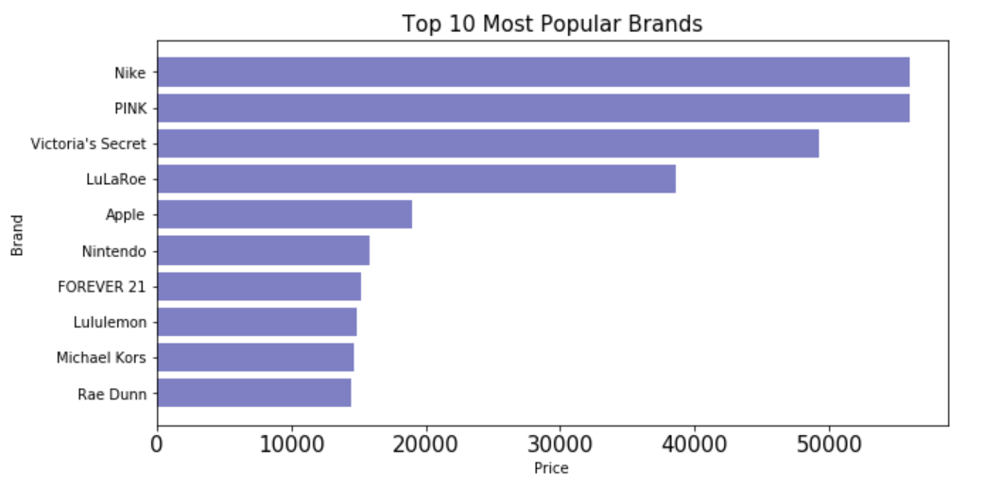 Top 10 Most Popular Brands
Nike
PINK
Victoria's Secret
LuLaRoe
Apple
Nintendo
FOREVER 21
Lululemon
Michael Kors
Rae Dunn
Brand
0 10000 20000 30000 40000 50000
Price